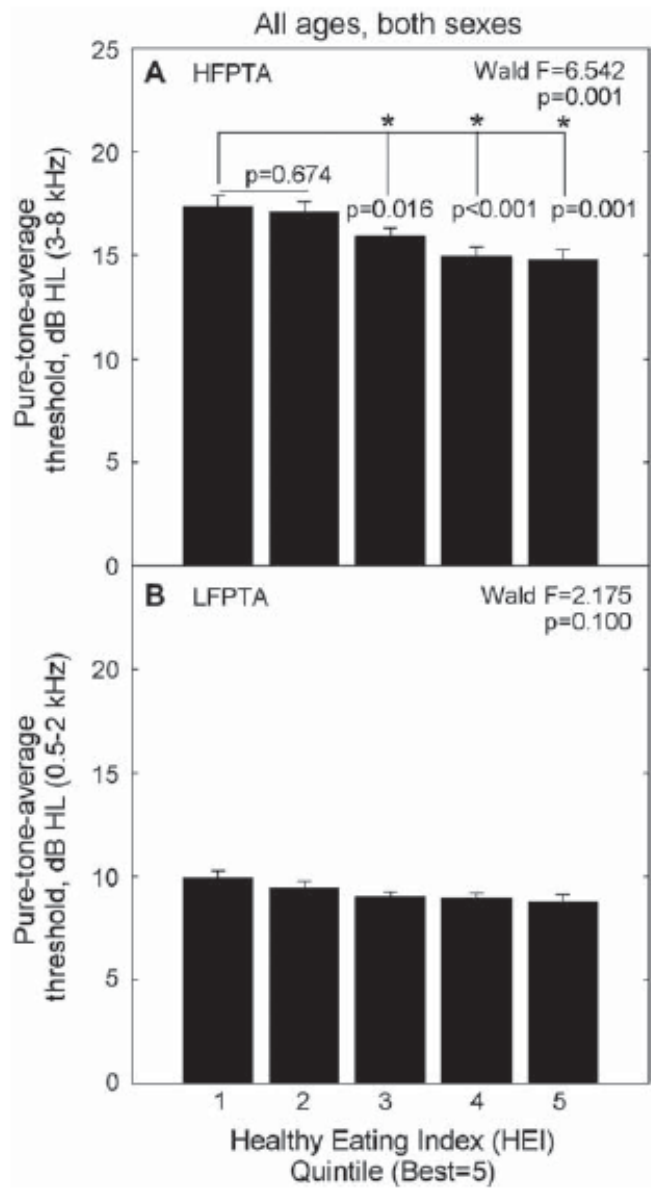 All ages, both sexes
A HFPTA
Wald F=6.542
p=0.001
* * *
p=0.674
p=0.016 p<0.001 p=0.001
Pure-tone-average
threshold, dB HL (3-8 kHz)
25
20
15
10
5
0
B LFPTA
Wald F=2.175
p=0.100
Pure-tone-average
threshold, dB HL (0.5-2 kHz)
20
15
10
5
0
1 2 3 4 5
Healthy Eating Index (HEI)
Quintile (Best=5)